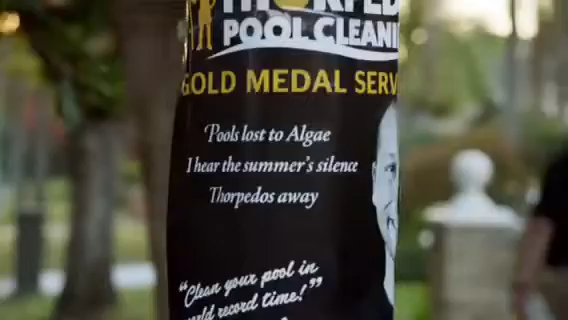 THORPED
POOL CLEANI
GOLD MEDAL SERV
Pools lost to Algae
I hear the summer's silence
Thorpedos away
"Clean your pool in
record time!"